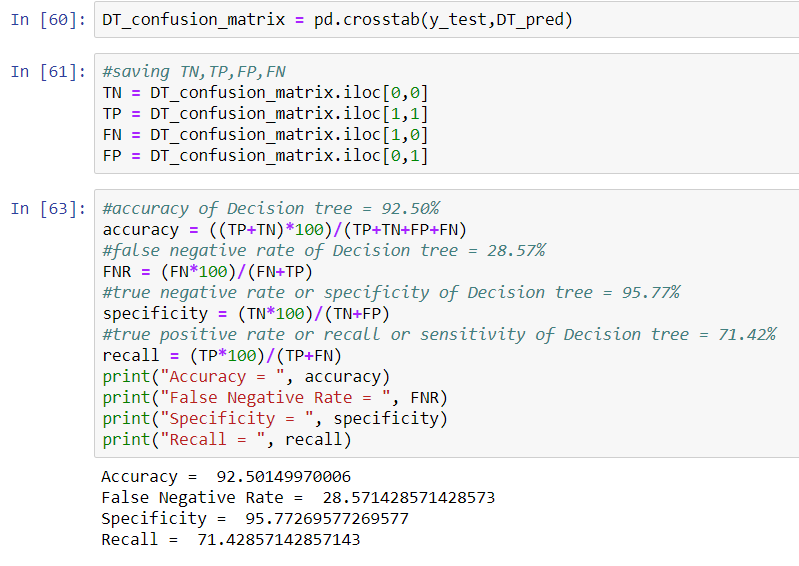 In [60]: DT_confusion_matrix = pd.crosstab(y_test,DT_pred)
In [61]: #saving TN,TP,FP,FN
TN = DT_confusion_matrix.iloc[0,0]
TP = DT_confusion_matrix.iloc[1,1]
FN = DT_confusion_matrix.iloc[1,0]
FP = DT_confusion_matrix.iloc[0,1]
In [63]: #accuracy of Decision tree = 92.50%
accuracy = ((TP+TN)*100)/(TP+TN+FP+FN)
#false negative rate of Decision tree = 28.57%
FNR = (FN*100)/(FN+TP)
#true negative rate or specificity of Decision tree = 95.77%
specificity = (TN*100)/(TN+FP)
#true positive rate or recall or sensitivity of Decision tree = 71.42%
recall = (TP*100)/(TP+FN)
print("Accuracy = ", accuracy)
print("False Negative Rate = ", FNR)
print("Specificity = ", specificity)
print("Recall = ", recall)
Accuracy =  92.50149970006
False Negative Rate =  28.571428571428573
Specificity =  95.77269577269577
Recall =  71.42857142857143